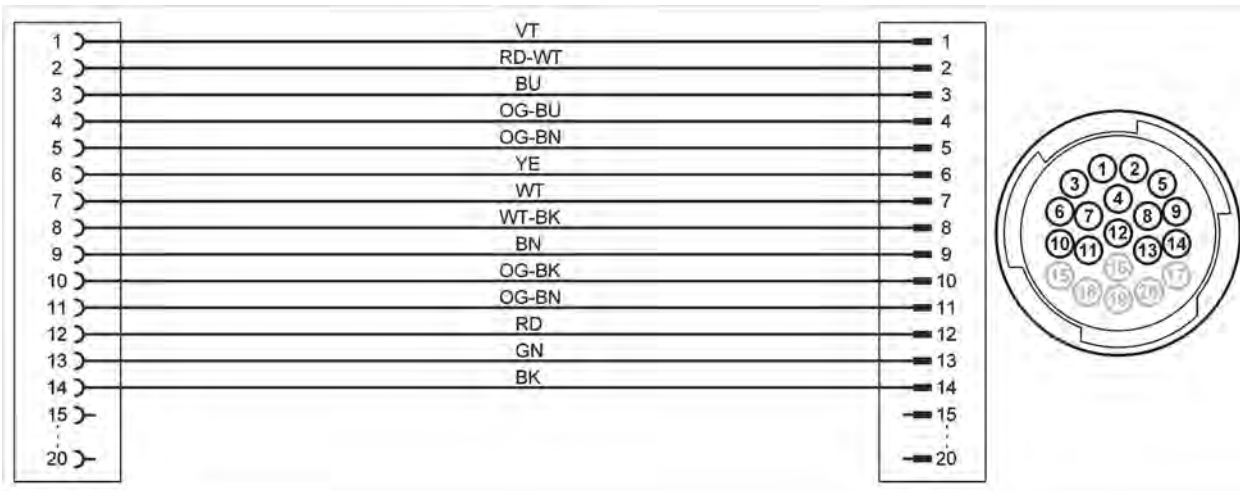 VT
1 1
RD-WT
2 2
BU
3 3
OG-BU
4 4
OG-BN
5 5
YE
6 6
WT
7 7
WT-BK
8 8
BN
9 9
OG-BK
10 10
OG-BN
11 11
RD
12 12
GN
13 13
BK
14 14
15 15
20 20
1 2
3 5
4
6 7 8 9
12
10 11 13 14
15 16 17
18 19 20